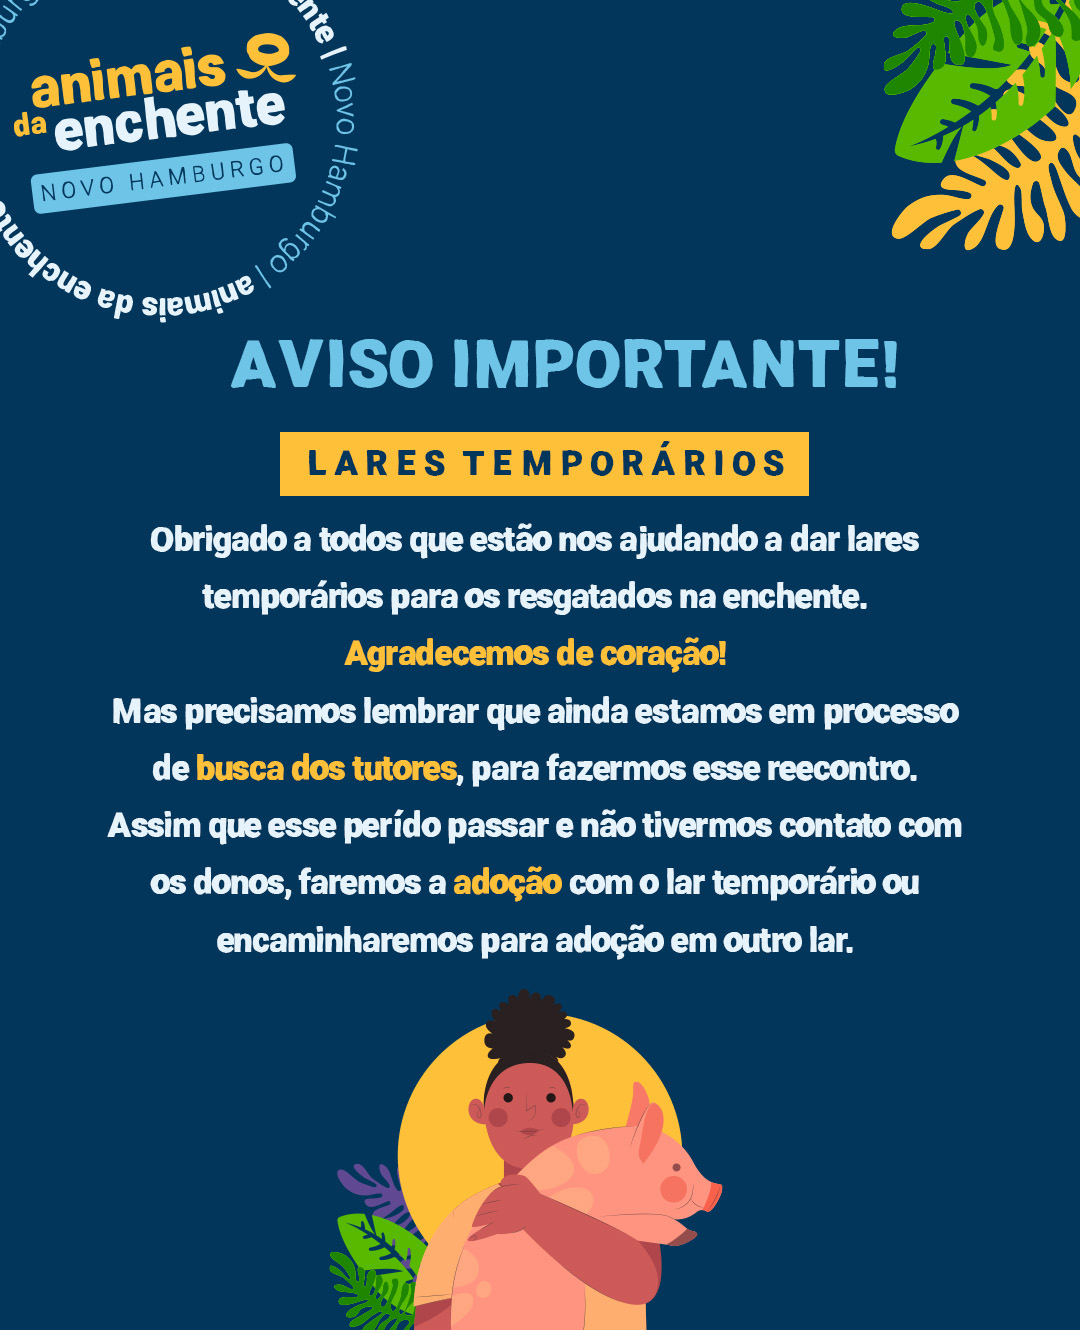 animais
da enchente
NOVO HAMBURGO
ente | Novo Hamburgo | animais da enchente
AVISO IMPORTANTE!
LARES TEMPORÁRIOS
Obrigado a todos que estão nos ajudando a dar lares
temporários para os resgatados na enchente.
Agradecemos de coração!
Mas precisamos lembrar que ainda estamos em processo
de busca dos tutores, para fazermos esse reecontro.
Assim que esse perído passar e não tivermos contato com
os donos, faremos a adoção com o lar temporário ou
encaminharemos para adoção em outro lar.